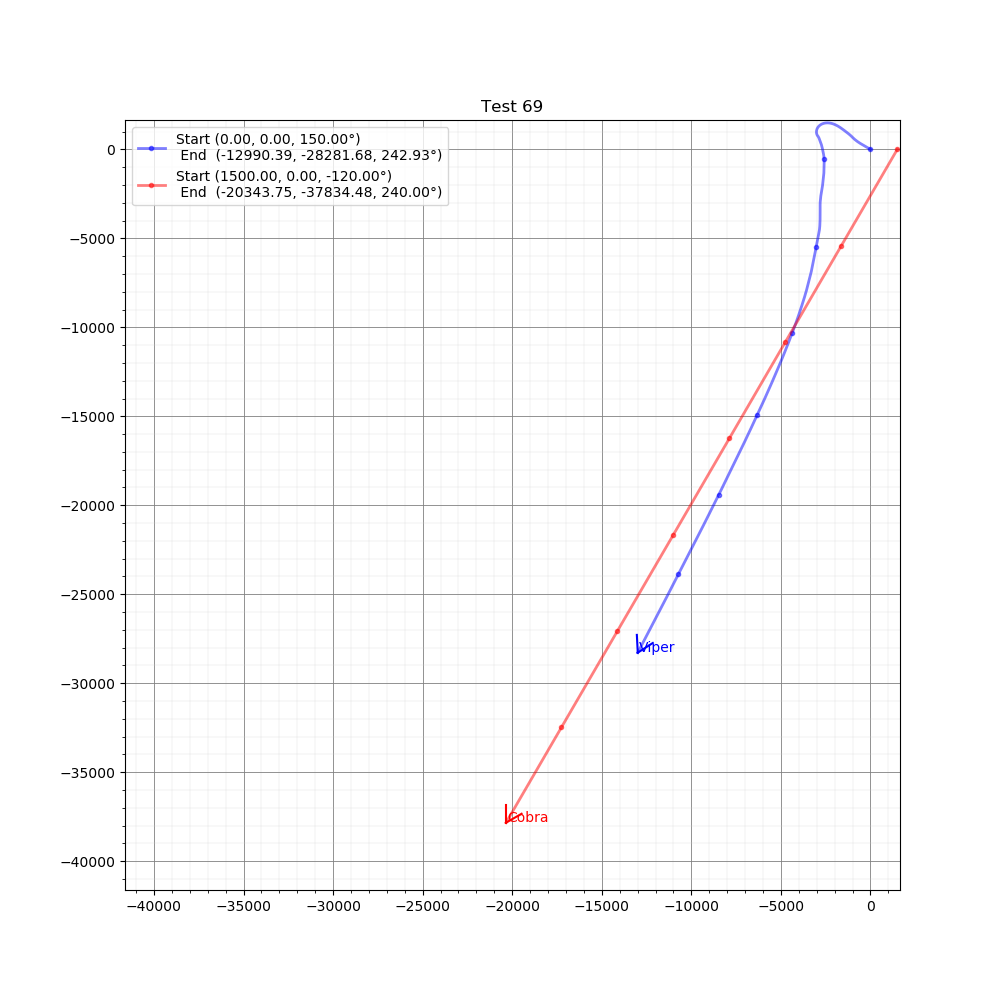 Test 69
Start (0.00, 0.00, 150.00°)
End (-12990.39, -28281.68, 242.93°)
Start (1500.00, 0.00, -120.00°)
End (-20343.75, -37834.48, 240.00°)
0
−5000
−10000
−15000
−20000
−25000
−30000
−35000
−40000
Viper
Cobra
−40000 −35000 −30000 −25000 −20000 −15000 −10000 −5000 0